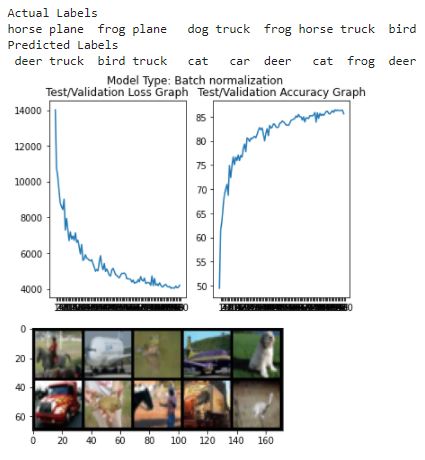 Actual Labels
horse plane frog plane dog truck frog horse truck bird
Predicted Labels
deer truck bird truck cat car deer cat frog deer
Model Type: Batch normalization
Test/Validation Loss Graph Test/Validation Accuracy Graph
14000
12000
10000
8000
6000
4000
85
80
75
70
65
60
55
50
0
20
40
60
0 20 40 60 80 100 120 140 160